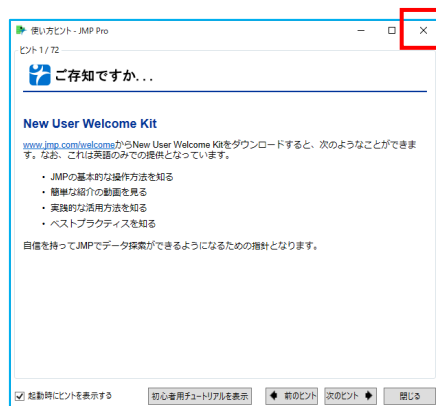 使い方ヒント - JMP Pro
ヒント 1 / 72
ご存知ですか...
New User Welcome Kit
www.jmp.com/welcomeからNew User Welcome Kitをダウンロードすると、次のようなことができま
す。なお、これは英語のみでの提供となっています。
• JMPの基本的な操作方法を知る
• 簡単な紹介の動画を見る
• 実践的な活用方法を知る
• ベストプラクティスを知る
自信を持ってJMPでデータ探索ができるようになるための指針となります。
起動時にヒントを表示する 初心者用チュートリアルを表示 前のヒント 次のヒント 閉じる